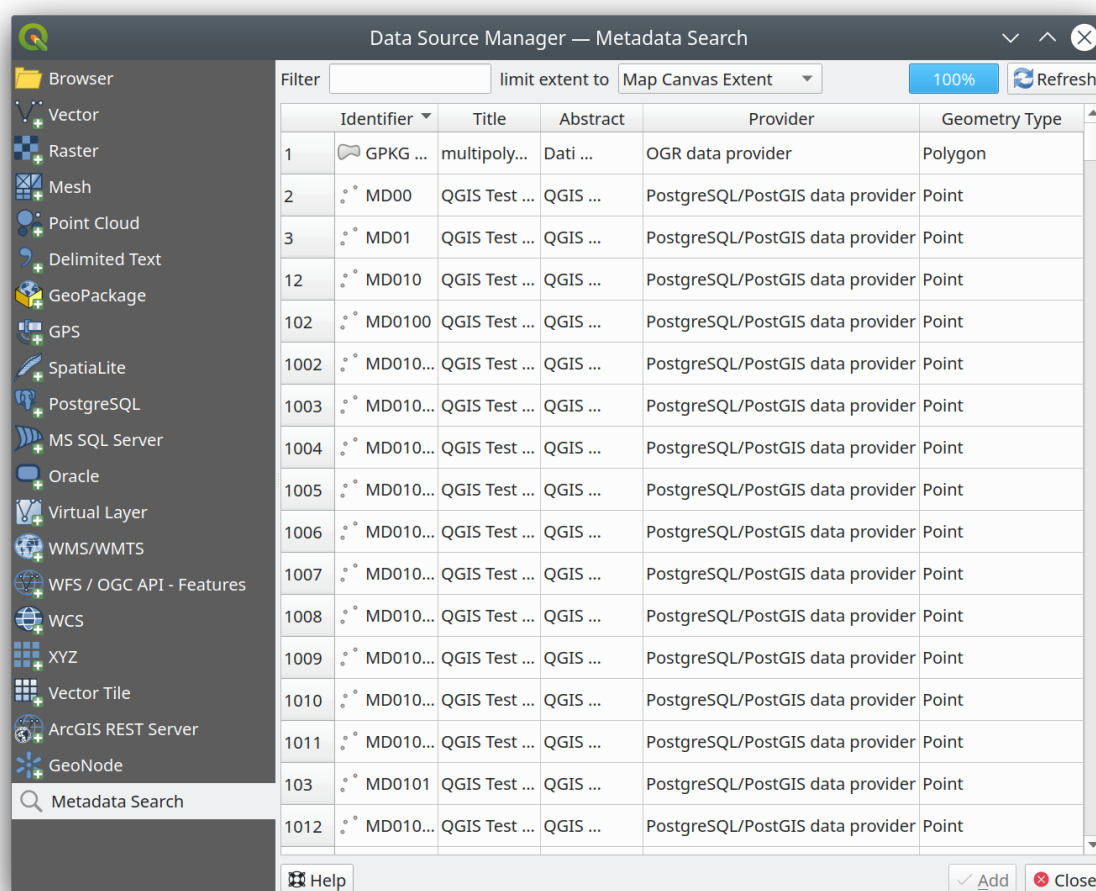 Data Source Manager — Metadata Search
Browser
Vector
Raster
Mesh
Point Cloud
Delimited Text
GeoPackage
GPS
SpatiaLite
PostgreSQL
MS SQL Server
Oracle
Virtual Layer
WMS/WMTS
WFS / OGC API - Features
WCS
XYZ
Vector Tile
ArcGIS REST Server
GeoNode
Metadata Search
Filter limit extent to Map Canvas Extent 100% Refresh
Identifier Title Abstract Provider Geometry Type
1 GPKG ... multipoly... Dati ... OGR data provider Polygon
2 MD00 QGIS Test ... QGIS ... PostgreSQL/PostGIS data provider Point
3 MD01 QGIS Test ... QGIS ... PostgreSQL/PostGIS data provider Point
12 MD010 QGIS Test ... QGIS ... PostgreSQL/PostGIS data provider Point
102 MD0100 QGIS Test ... QGIS ... PostgreSQL/PostGIS data provider Point
1002 MD010... QGIS Test ... QGIS ... PostgreSQL/PostGIS data provider Point
1003 MD010... QGIS Test ... QGIS ... PostgreSQL/PostGIS data provider Point
1004 MD010... QGIS Test ... QGIS ... PostgreSQL/PostGIS data provider Point
1005 MD010... QGIS Test ... QGIS ... PostgreSQL/PostGIS data provider Point
1006 MD010... QGIS Test ... QGIS ... PostgreSQL/PostGIS data provider Point
1007 MD010... QGIS Test ... QGIS ... PostgreSQL/PostGIS data provider Point
1008 MD010... QGIS Test ... QGIS ... PostgreSQL/PostGIS data provider Point
1009 MD010... QGIS Test ... QGIS ... PostgreSQL/PostGIS data provider Point
1010 MD010... QGIS Test ... QGIS ... PostgreSQL/PostGIS data provider Point
1011 MD010... QGIS Test ... QGIS ... PostgreSQL/PostGIS data provider Point
103 MD0101 QGIS Test ... QGIS ... PostgreSQL/PostGIS data provider Point
1012 MD010... QGIS Test ... QGIS ... PostgreSQL/PostGIS data provider Point
Help Add Close